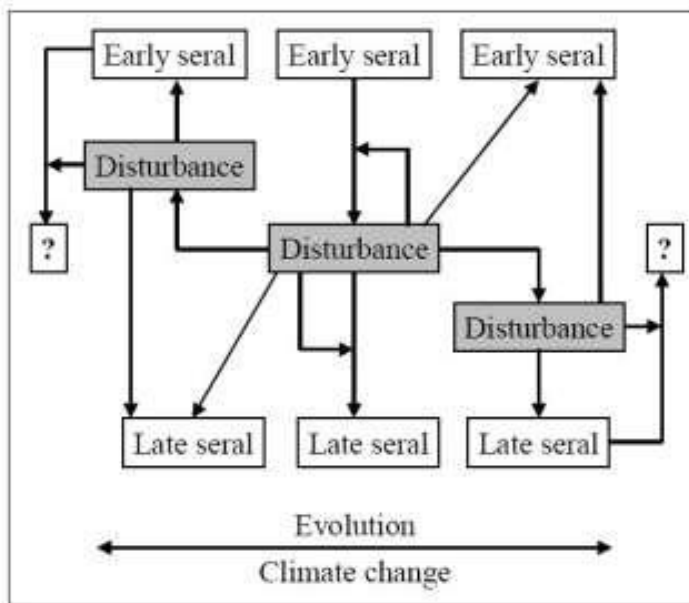 Early seral
Early seral
Early seral
Disturbance
?
Disturbance
?
Disturbance
Late seral
Late seral
Late seral
Evolution
Climate change